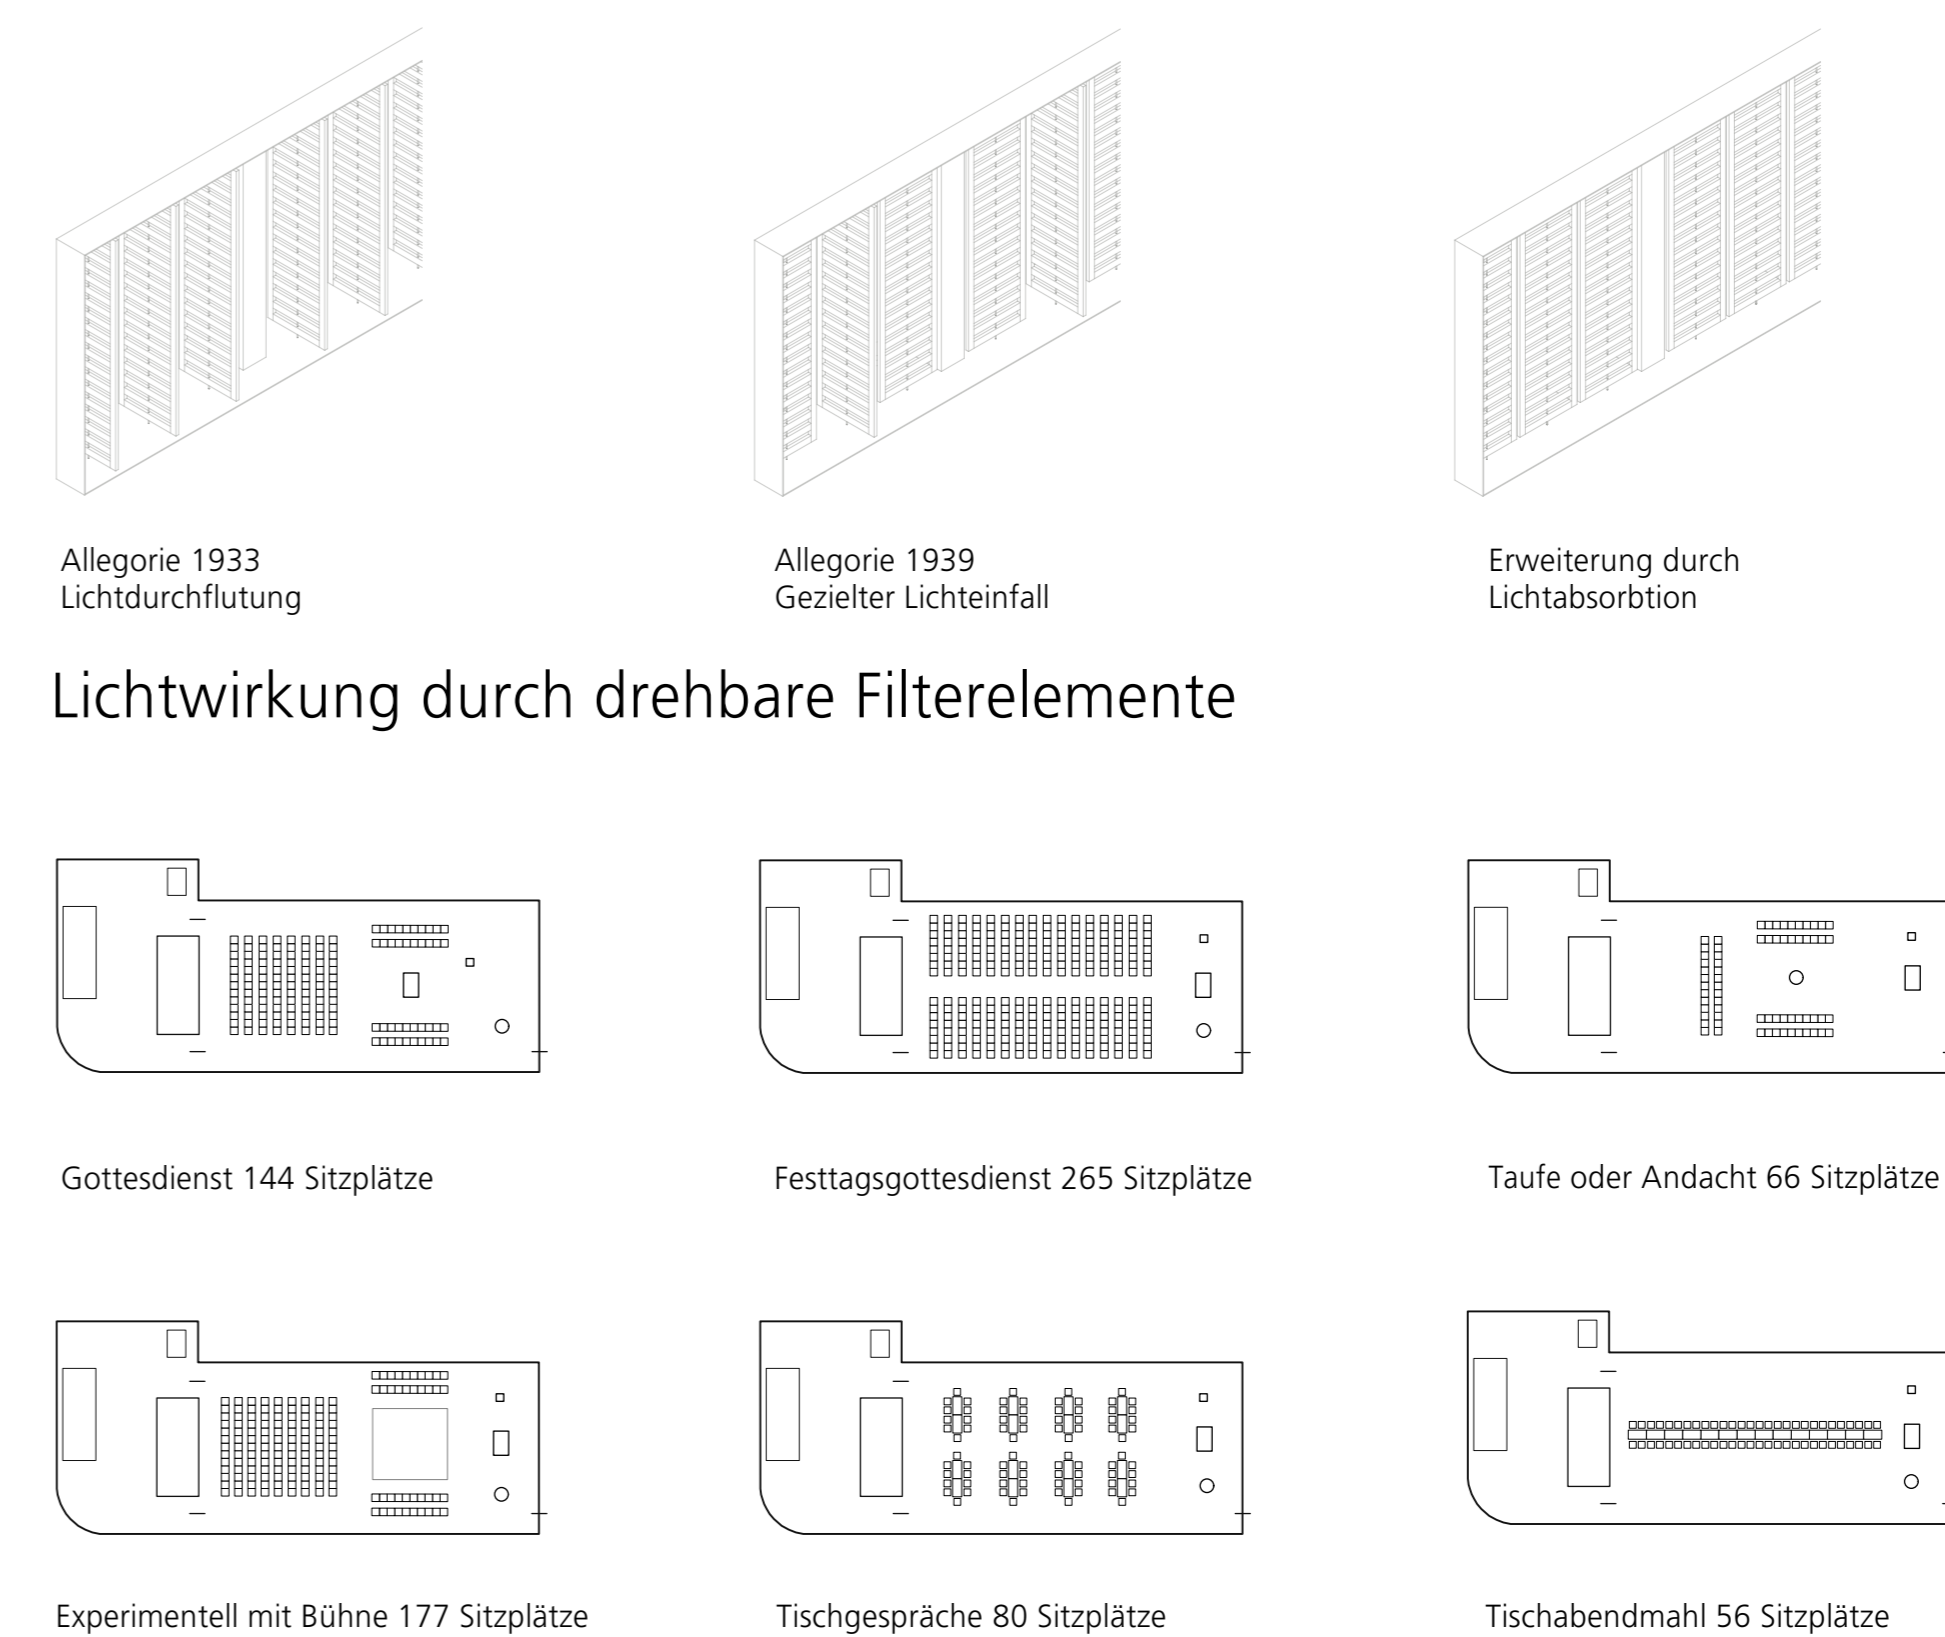 Allegorie 1933
Lichtdurchflutung
Allegorie 1939
Gezielter Lichteinfall
Erweiterung durch
Lichtabsorbtion
Lichtwirkung durch drehbare Filterelemente
Gottesdienst 144 Sitzplätze
Festtagsgottesdienst 265 Sitzplätze
Taufe oder Andacht 66 Sitzplätze
Experimentell mit Bühne 177 Sitzplätze
Tischgespräche 80 Sitzplätze
Tischabendmahl 56 Sitzplätze